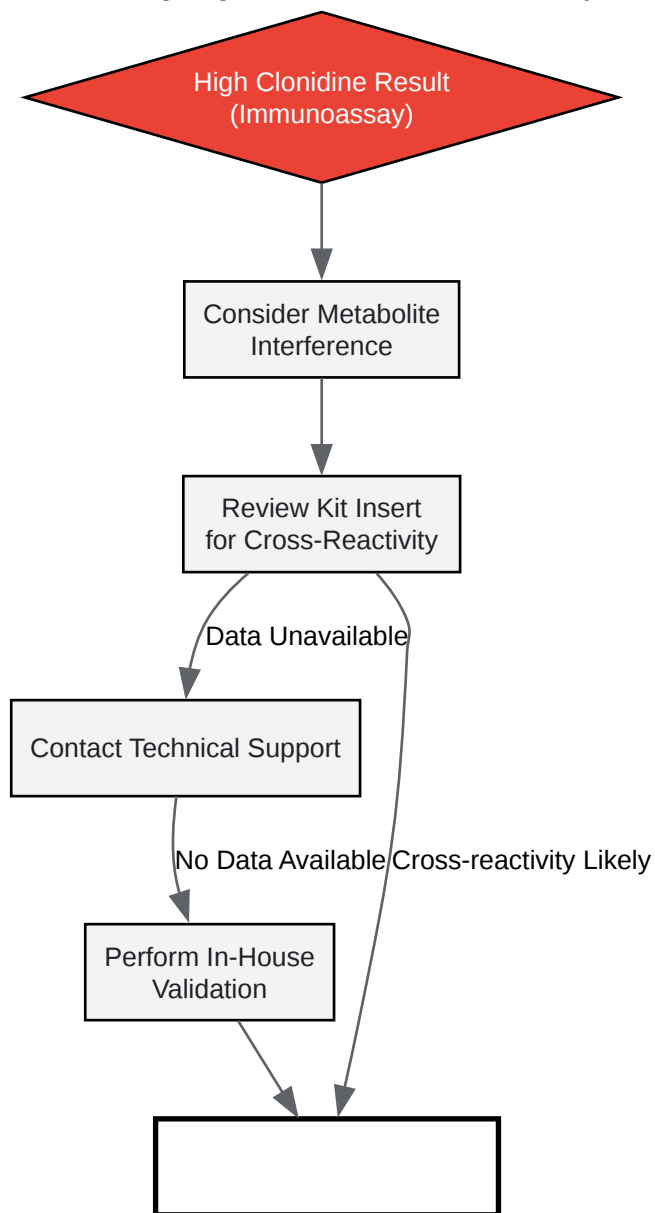 High Clonidine Result
(Immunoassay)
Consider Metabolite
Interference
Review Kit Insert
for Cross-Reactivity
Data Unavailable
Contact Technical Support
No Data Available
Cross-reactivity Likely
Perform In-House
Validation